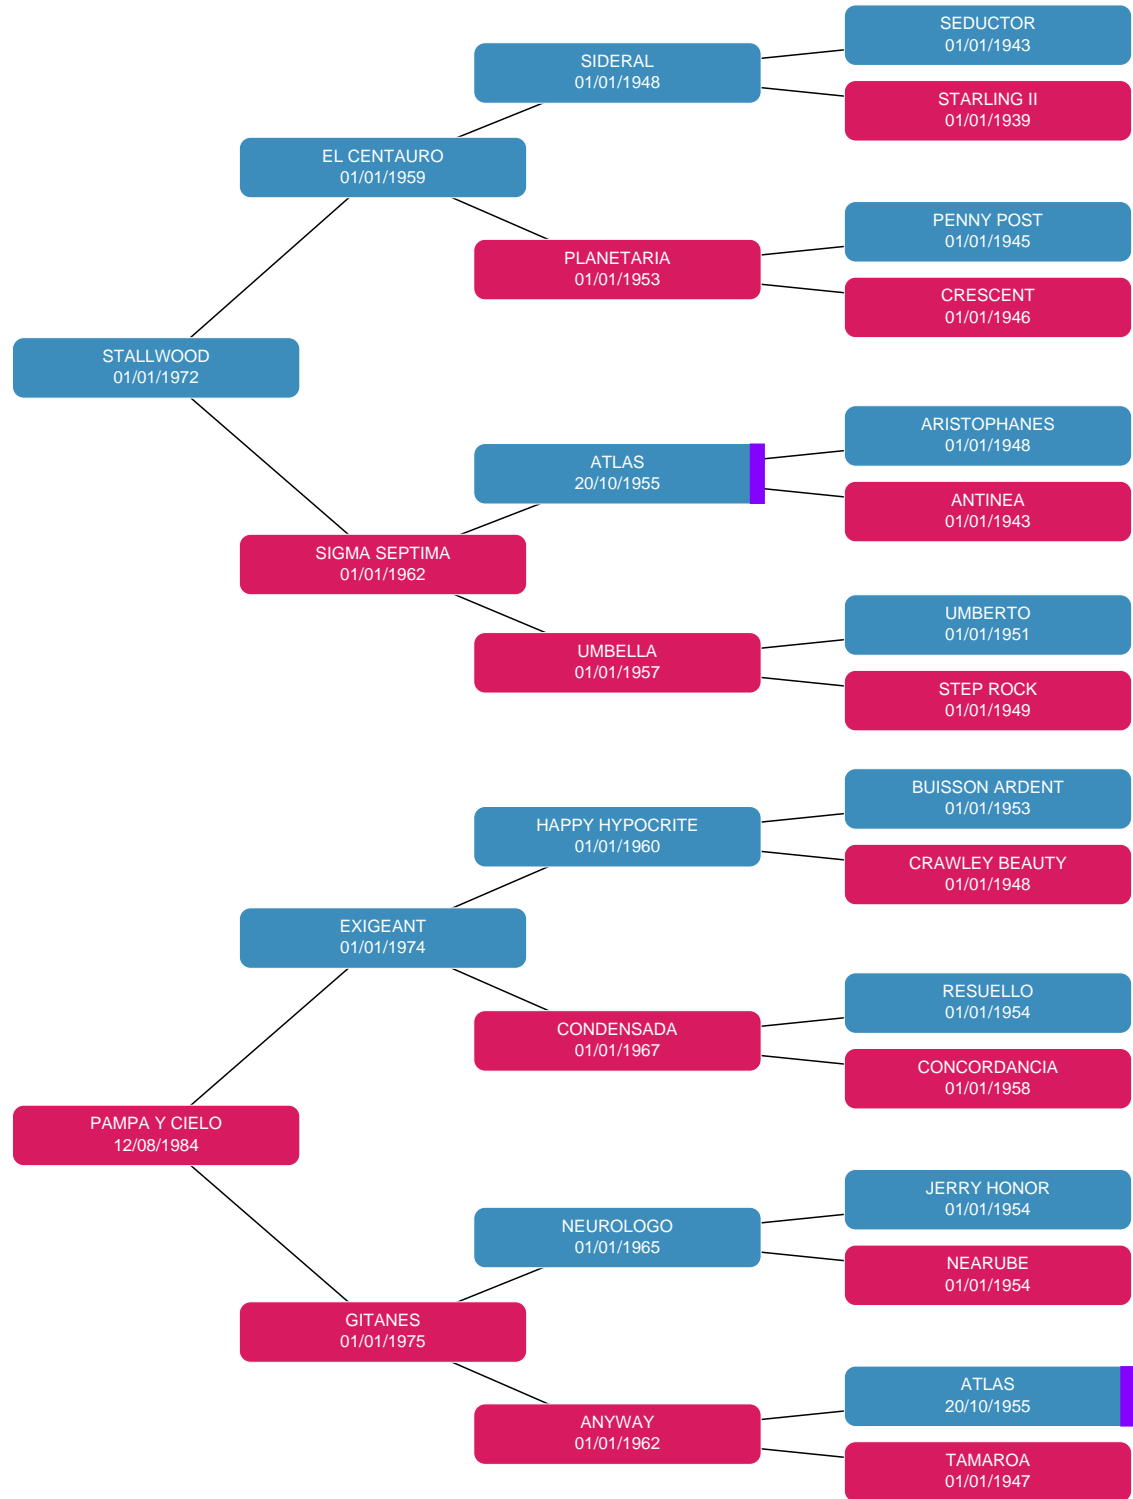 SEDUCTOR
01/01/1943
SIDERAL
01/01/1948
STARLING II
01/01/1939
EL CENTAURO
01/01/1959
PENNY POST
01/01/1945
PLANETARIA
01/01/1953
CRESCENT
01/01/1946
STALLWOOD
01/01/1972
ARISTOPHANES
01/01/1948
ATLAS
20/10/1955
ANTINEA
01/01/1943
SIGMA SEPTIMA
01/01/1962
UMBERTO
01/01/1951
UMBELLA
01/01/1957
STEP ROCK
01/01/1949
BUISSON ARDENT
01/01/1953
HAPPY HYPOCRITE
01/01/1960
CRAWLEY BEAUTY
01/01/1948
EXIGEANT
01/01/1974
RESUELLO
01/01/1954
CONDENSADA
01/01/1967
CONCORDANCIA
01/01/1958
PAMPA Y CIELO
12/08/1984
JERRY HONOR
01/01/1954
NEUROLOGO
01/01/1965
NEARUBE
01/01/1954
GITANES
01/01/1975
ATLAS
20/10/1955
ANYWAY
01/01/1962
TAMAROA
01/01/1947